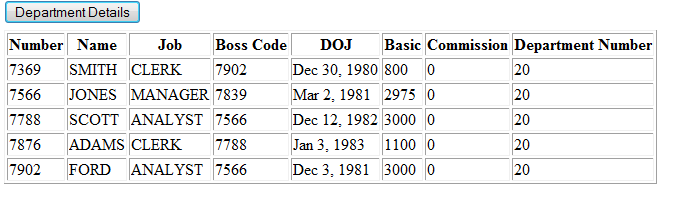 Department Details
Number Name Job Boss Code DOJ Basic Commission Department Number
7369 SMITH CLERK 7902 Dec 30, 1980 800 0 20
7566 JONES MANAGER 7839 Mar 2, 1981 2975 0 20
7788 SCOTT ANALYST 7566 Dec 12, 1982 3000 0 20
7876 ADAMS CLERK 7788 Jan 3, 1983 1100 0 20
7902 FORD ANALYST 7566 Dec 3, 1981 3000 0 20